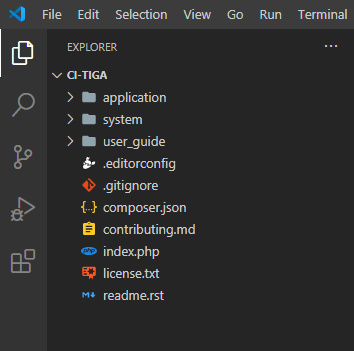 File Edit Selection View Go Run Terminal
EXPLORER ...
CI-TIGA
application
system
user_guide
.editorconfig
.gitignore
{..} composer.json
contributing.md
php index.php
license.txt
M readme.rst